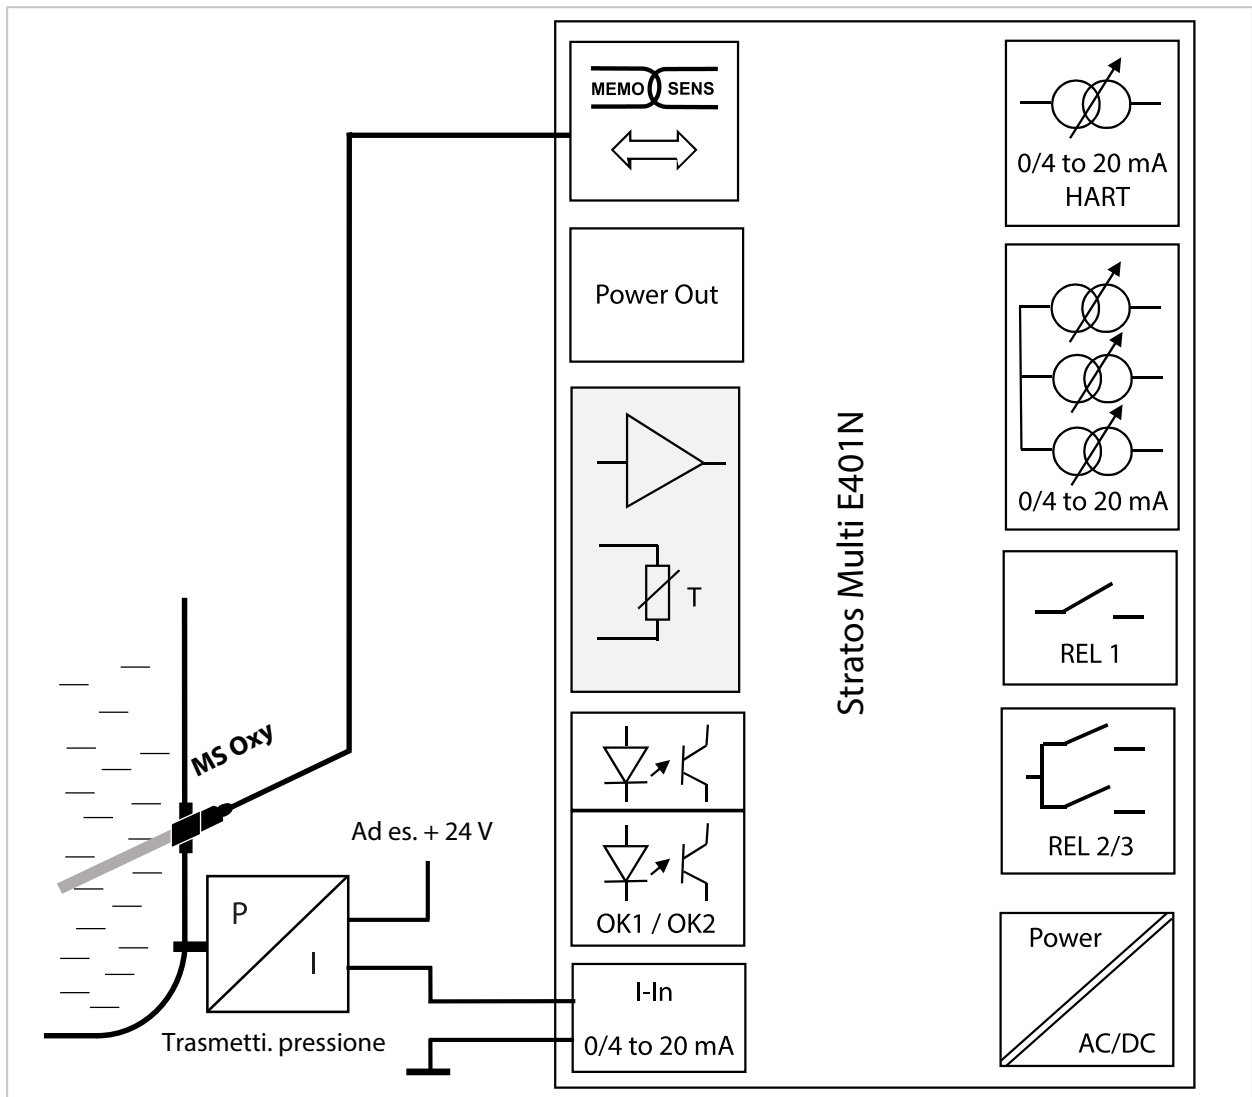 MEMO SENS
Power Out
T
OK1 / OK2
I-In
0/4 to 20 mA
Stratos Multi E401N
0/4 to 20 mA
HART
0/4 to 20 mA
REL 1
REL 2/3
Power
AC/DC
MS Oxy
Ad es. + 24 V
P
I
Trasmetti. pressione